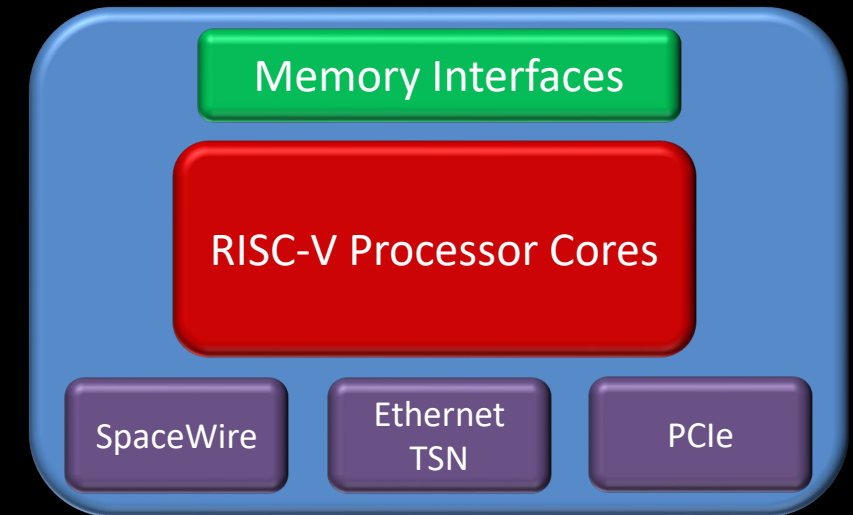 Memory Interfaces
RISC-V Processor Cores
SpaceWire
Ethernet
TSN
PCIe